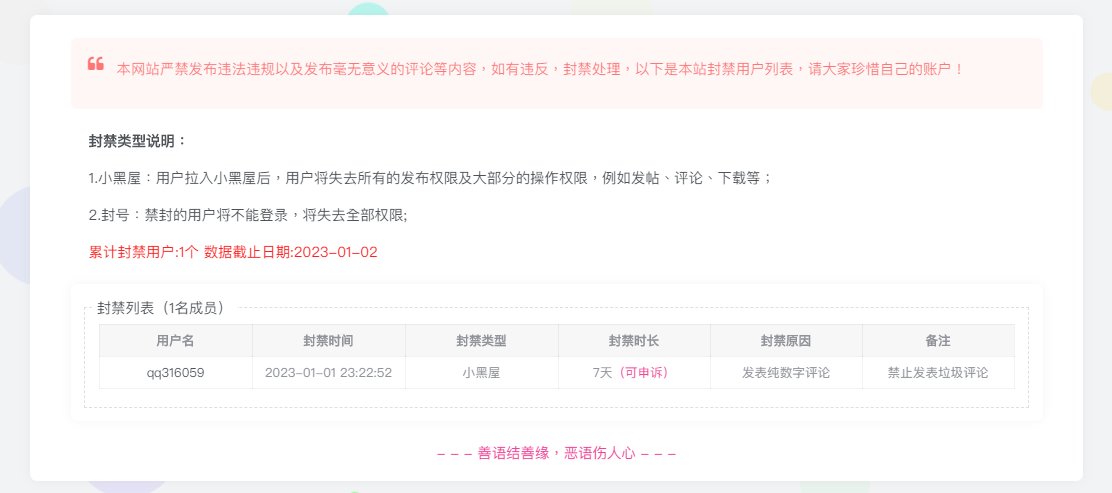 本网站严禁发布违法违规以及发布毫无意义的评论等内容，如有违反，封禁处理，以下是本站封禁用户列表，请大家珍惜自己的账户！
封禁类型说明：
1.小黑屋：用户拉入小黑屋后，用户将失去所有的发布权限及大部分的操作权限，例如发帖、评论、下载等；
2.封号：禁封的用户将不能登录，将失去全部权限;
累计封禁用户:1个 数据截止日期:2023-01-02
封禁列表（1名成员）
用户名 封禁时间 封禁类型 封禁时长 封禁原因 备注
qq316059 2023-01-01 23:22:52 小黑屋 7天（可申诉） 发表纯数字评论 禁止发表垃圾评论
- - - 善语结善缘，恶语伤人心 - - -